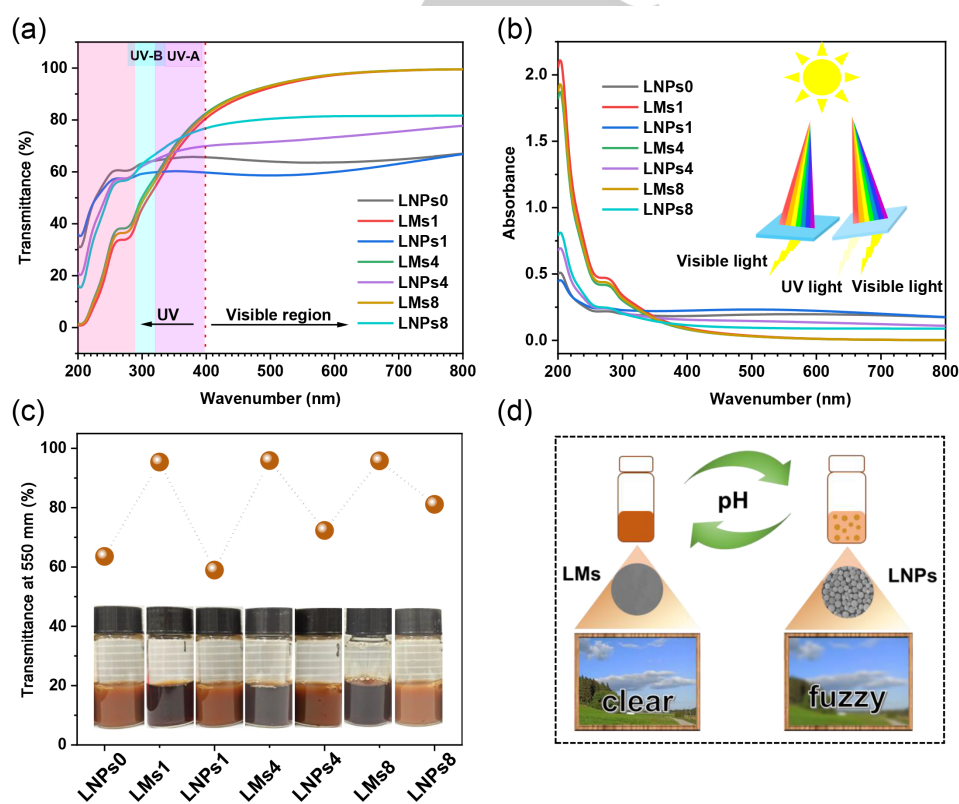 (a)
UV-B UV-A
100
80
60
40
20
0
Transmittance (%)
LNPs0
LMs1
LNPs1
LMs4
LNPs4
LMs8
LNPs8
UV
Visible region
200 300 400 500 600 700 800
Wavenumber (nm)
(b)
2.0
1.5
1.0
0.5
0.0
Absorbance
LNPs0
LMs1
LNPs1
LMs4
LNPs4
LMs8
LNPs8
Visible light
UV light Visible light
200 300 400 500 600 700 800
Wavenumber (nm)
(c)
100
80
60
40
20
0
Transmittance at 550 mm (%)
LNPs0 LMs1 LNPs1 LMs4 LNPs4 LMs8 LNPs8
(d)
pH
LMs
LNPs
clear
fuzzy